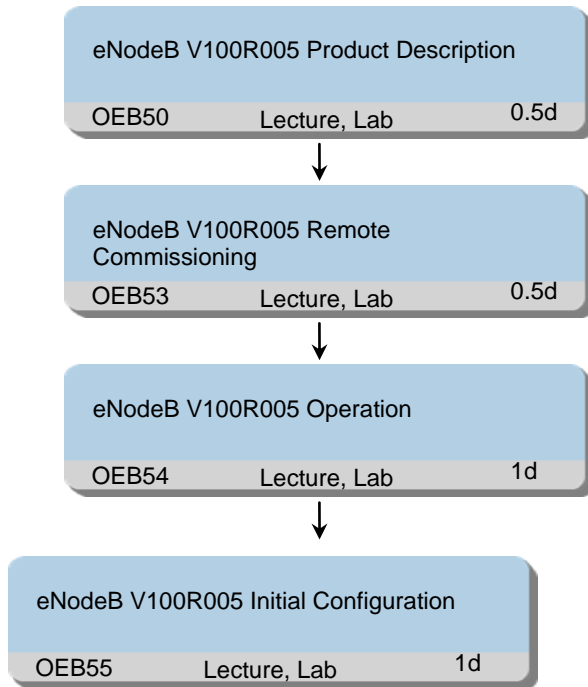 eNodeB V100R005 Product Description
OEB50 Lecture, Lab 0.5d
eNodeB V100R005 Remote
Commissioning
OEB53 Lecture, Lab 0.5d
eNodeB V100R005 Operation
OEB54 Lecture, Lab 1d
eNodeB V100R005 Initial Configuration
OEB55 Lecture, Lab 1d